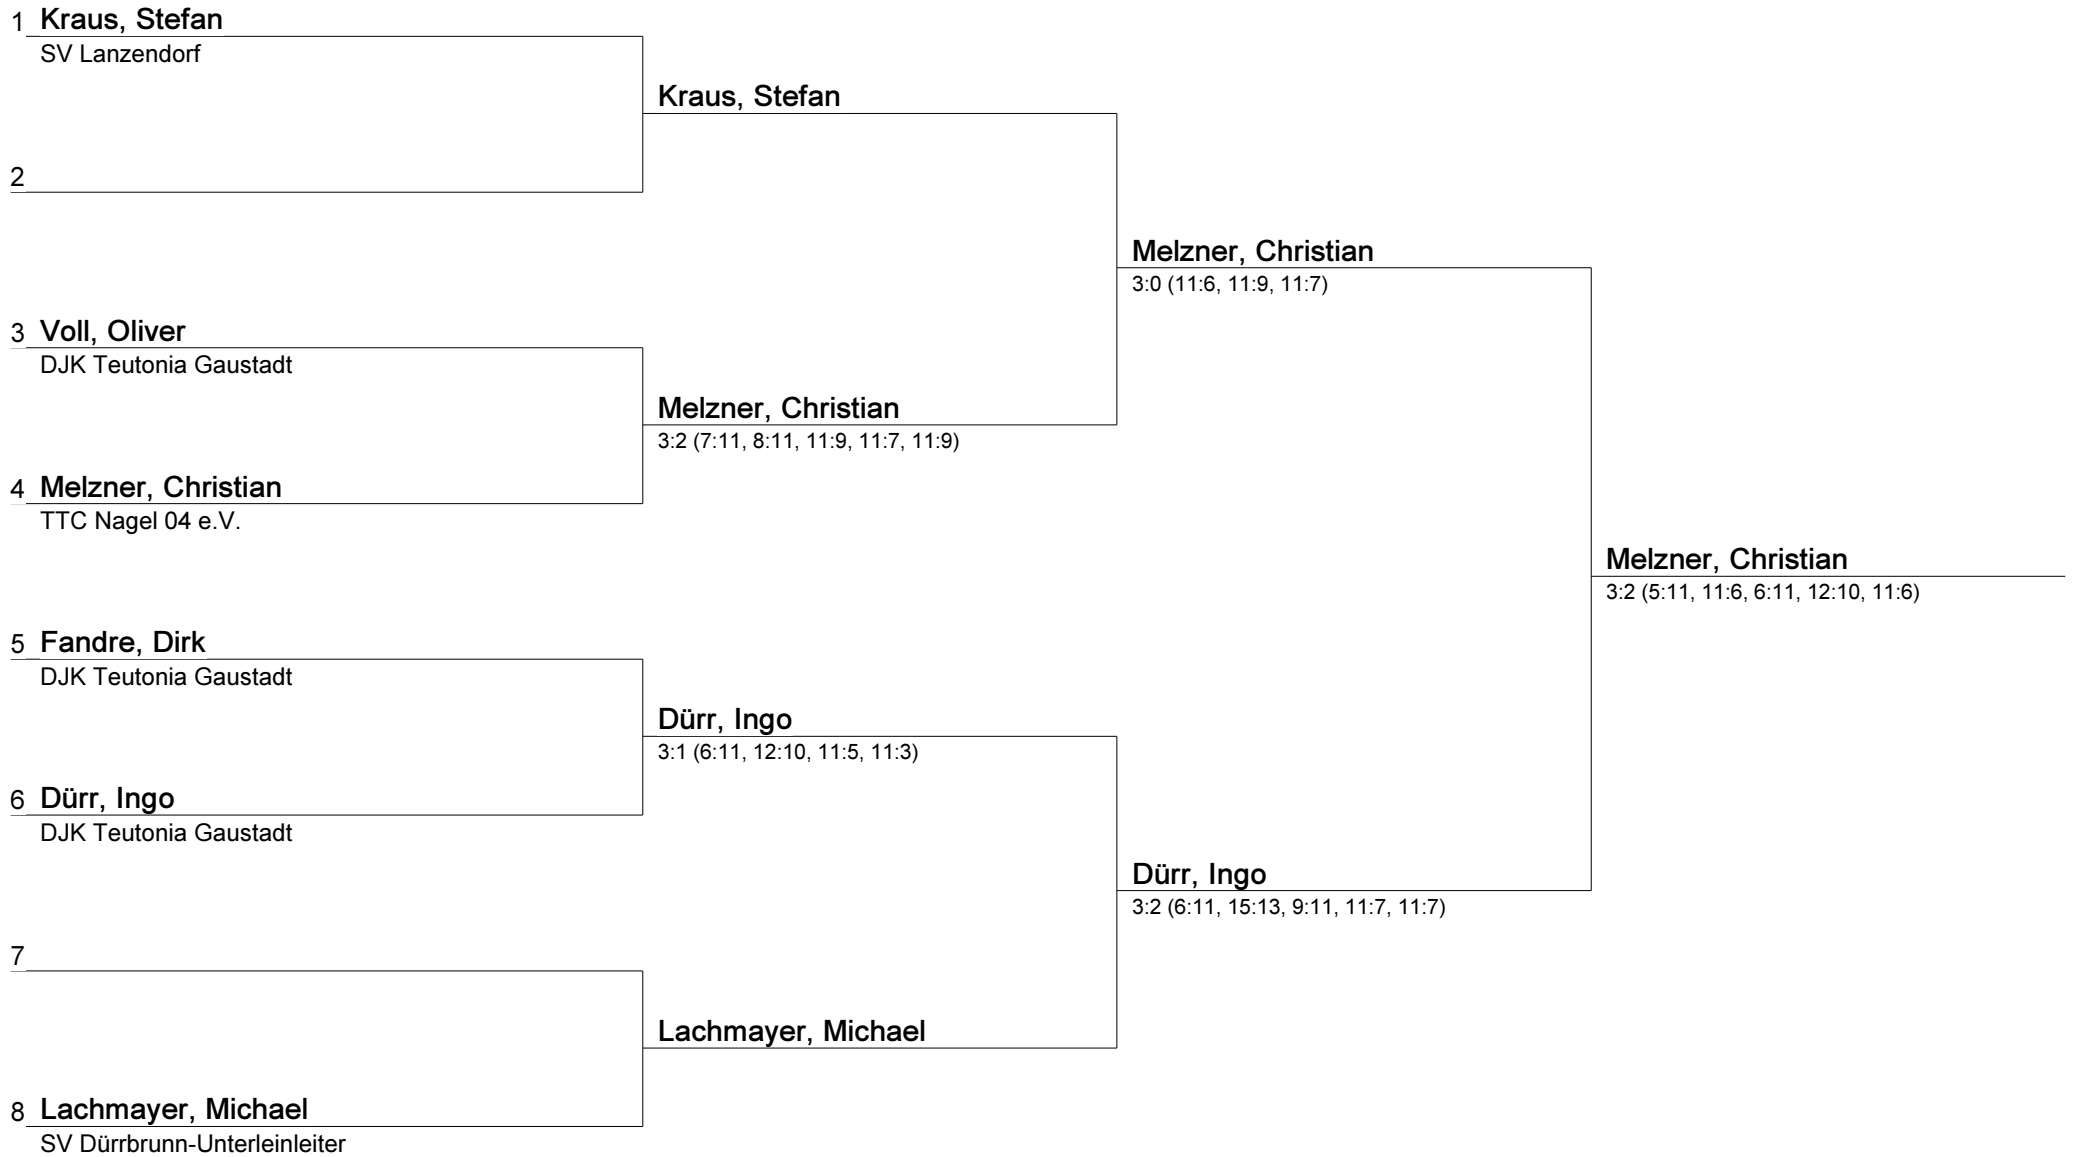 1 Kraus, Stefan
SV Lanzendorf
Kraus, Stefan
2
Melzner, Christian
3:0 (11:6, 11:9, 11:7)
3 Voll, Oliver
DJK Teutonia Gaustadt
Melzner, Christian
3:2 (7:11, 8:11, 11:9, 11:7, 11:9)
4 Melzner, Christian
TTC Nagel 04 e.V.
Melzner, Christian
3:2 (5:11, 11:6, 6:11, 12:10, 11:6)
5 Fandre, Dirk
DJK Teutonia Gaustadt
Dürr, Ingo
3:1 (6:11, 12:10, 11:5, 11:3)
6 Dürr, Ingo
DJK Teutonia Gaustadt
Dürr, Ingo
3:2 (6:11, 15:13, 9:11, 11:7, 11:7)
7
Lachmayer, Michael
8 Lachmayer, Michael
SV Dürrbrunn-Unterleinleiter